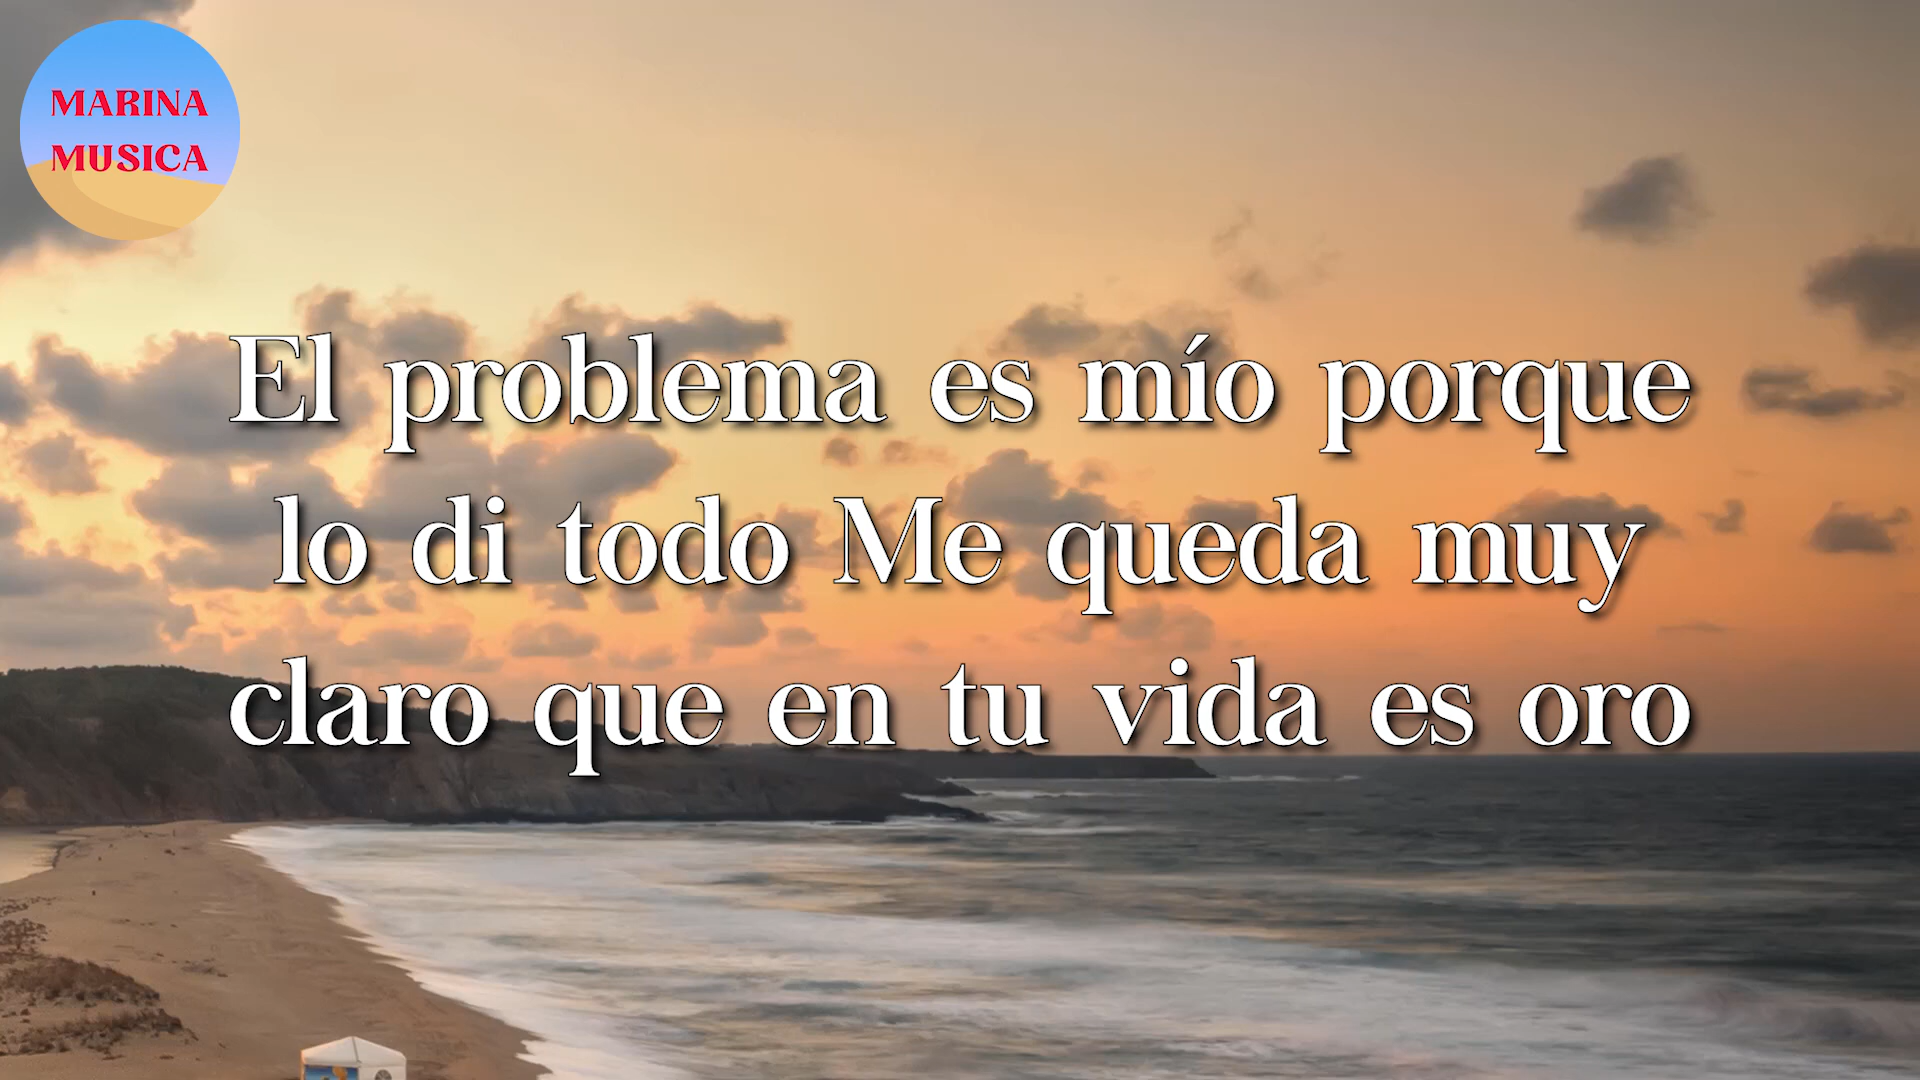 MARINA
MUSICA
El problema es mío porque
lo di todo Me queda muy
claro que en tu vida es oro